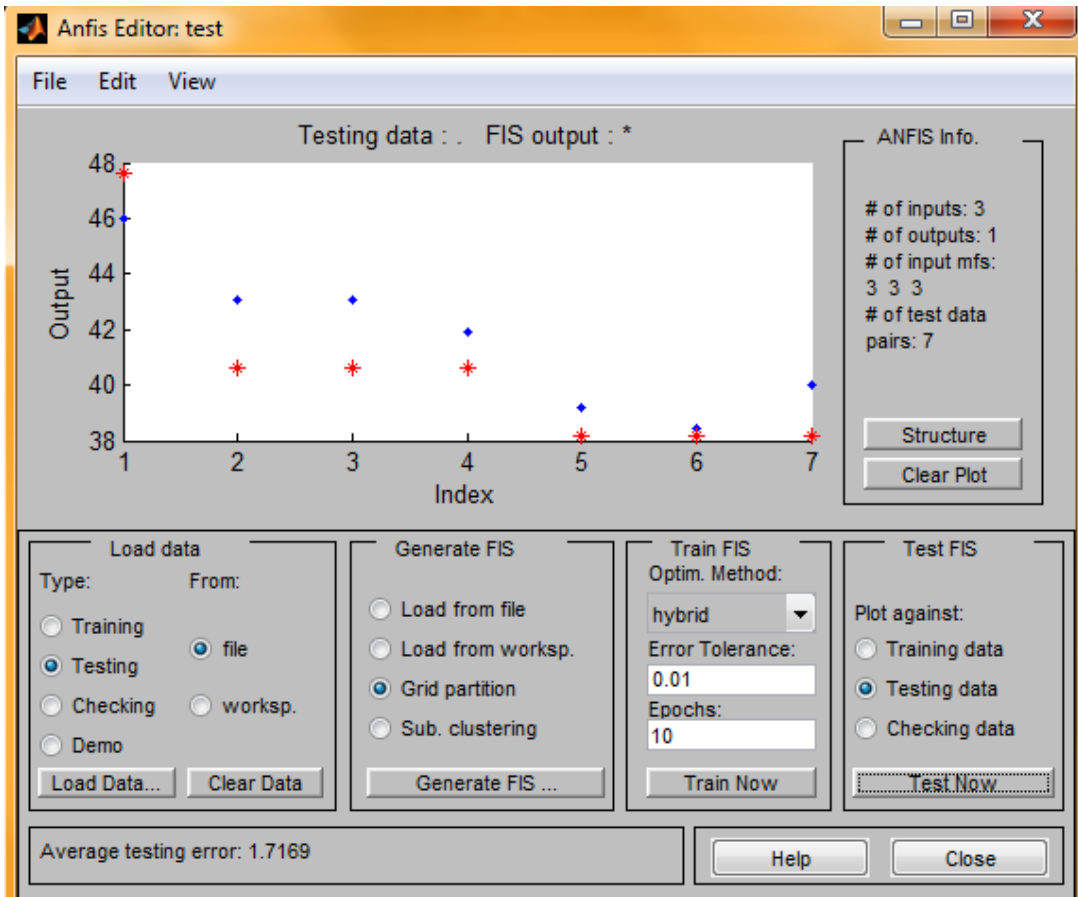 Anfis Editor: test
File Edit View
Testing data : . FIS output : *
48
46
44
42
40
38
Output
1 2 3 4 5 6 7
Index
ANFIS Info.
# of inputs: 3
# of outputs: 1
# of input mfs:
3 3 3
# of test data
pairs: 7
Structure
Clear Plot
Load data
Type: From:
Training
Testing
Checking
Demo
file
worksp.
Load Data... Clear Data
Generate FIS
Load from file
Load from worksp.
Grid partition
Sub. clustering
Generate FIS ...
Train FIS
Optim. Method:
hybrid
Error Tolerance:
0.01
Epochs:
10
Train Now
Test FIS
Plot against:
Training data
Testing data
Checking data
Test Now
Average testing error: 1.7169
Help Close